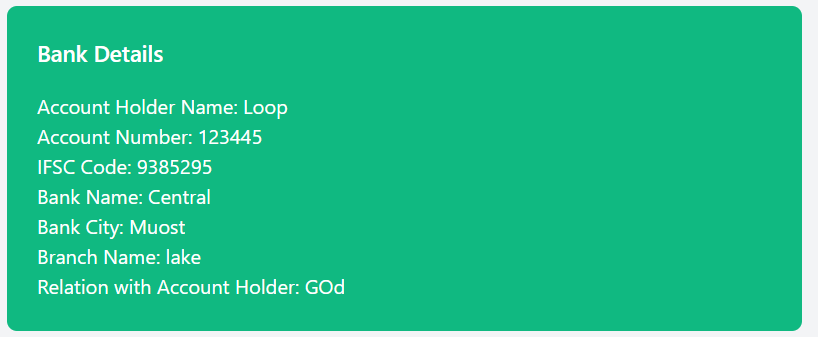 Bank Details
Account Holder Name: Loop
Account Number: 123445
IFSC Code: 9385295
Bank Name: Central
Bank City: Muost
Branch Name: lake
Relation with Account Holder: GOd